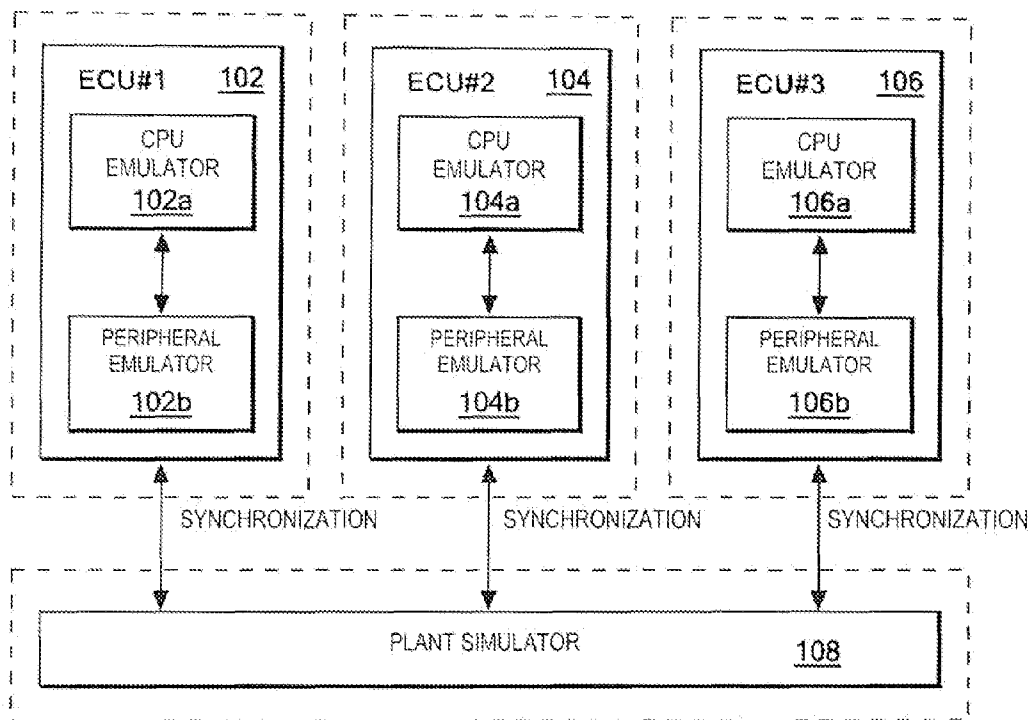 ECU#1 102
CPU
EMULATOR
102a
PERIPHERAL
EMULATOR
102b
ECU#2 104
CPU
EMULATOR
104a
PERIPHERAL
EMULATOR
104b
ECU#3 106
CPU
EMULATOR
106a
PERIPHERAL
EMULATOR
106b
SYNCHRONIZATION
SYNCHRONIZATION
SYNCHRONIZATION
PLANT SIMULATOR 108